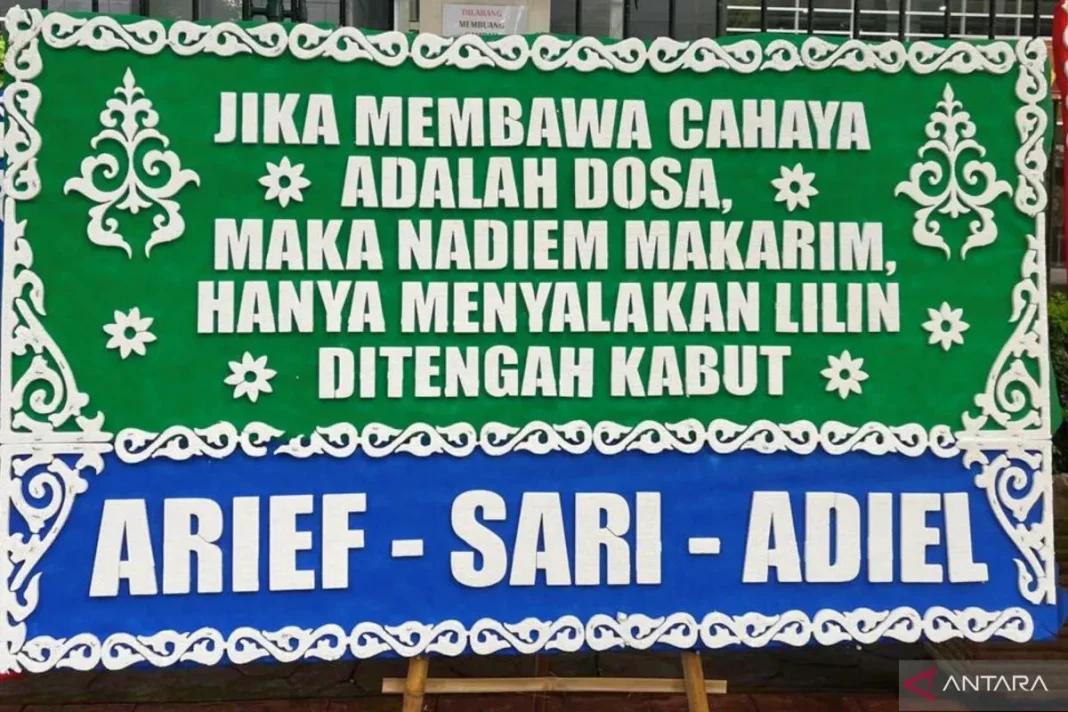 DILARANG
MEMBUANG
JIKA MEMBAWA CAHAYA
ADALAH DOSA,
MAKA NADIEM MAKARIM,
HANYA MENYALAKAN LILIN
DITENGAH KABUT
ARIEF - SARI - ADIEL
ANTARA